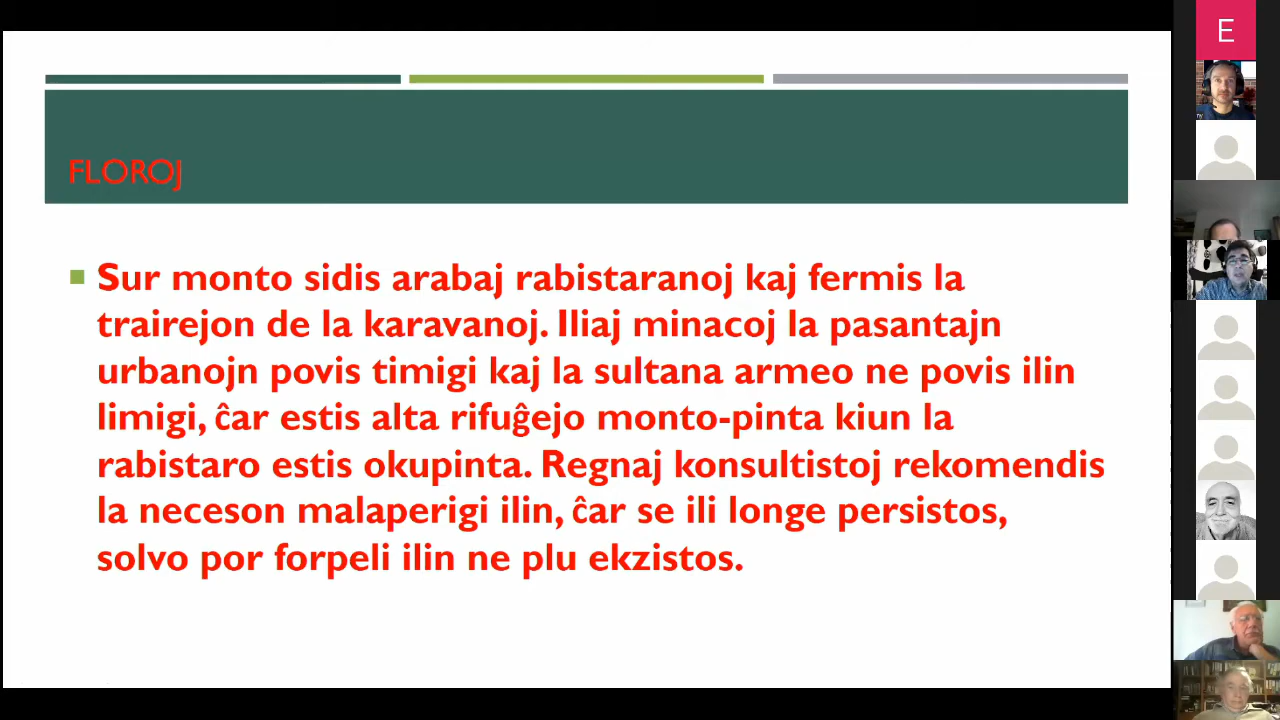 FLOROJ
Sur monto sidis arabaj rabistaranoj kaj fermis la
trairejon de la karavanoj. Iliaj minacoj la pasantajn
urbanojn povis timigi kaj la sultana armeo ne povis ilin
limigi, ĉar estis alta rifuĝejo monto-pinta kiun la
rabistaro estis okupinta. Regnaj konsultistoj rekomendis
la neceson malaperigi ilin, ĉar se ili longe persistos,
solvo por forpeli ilin ne plu ekzistos.
E